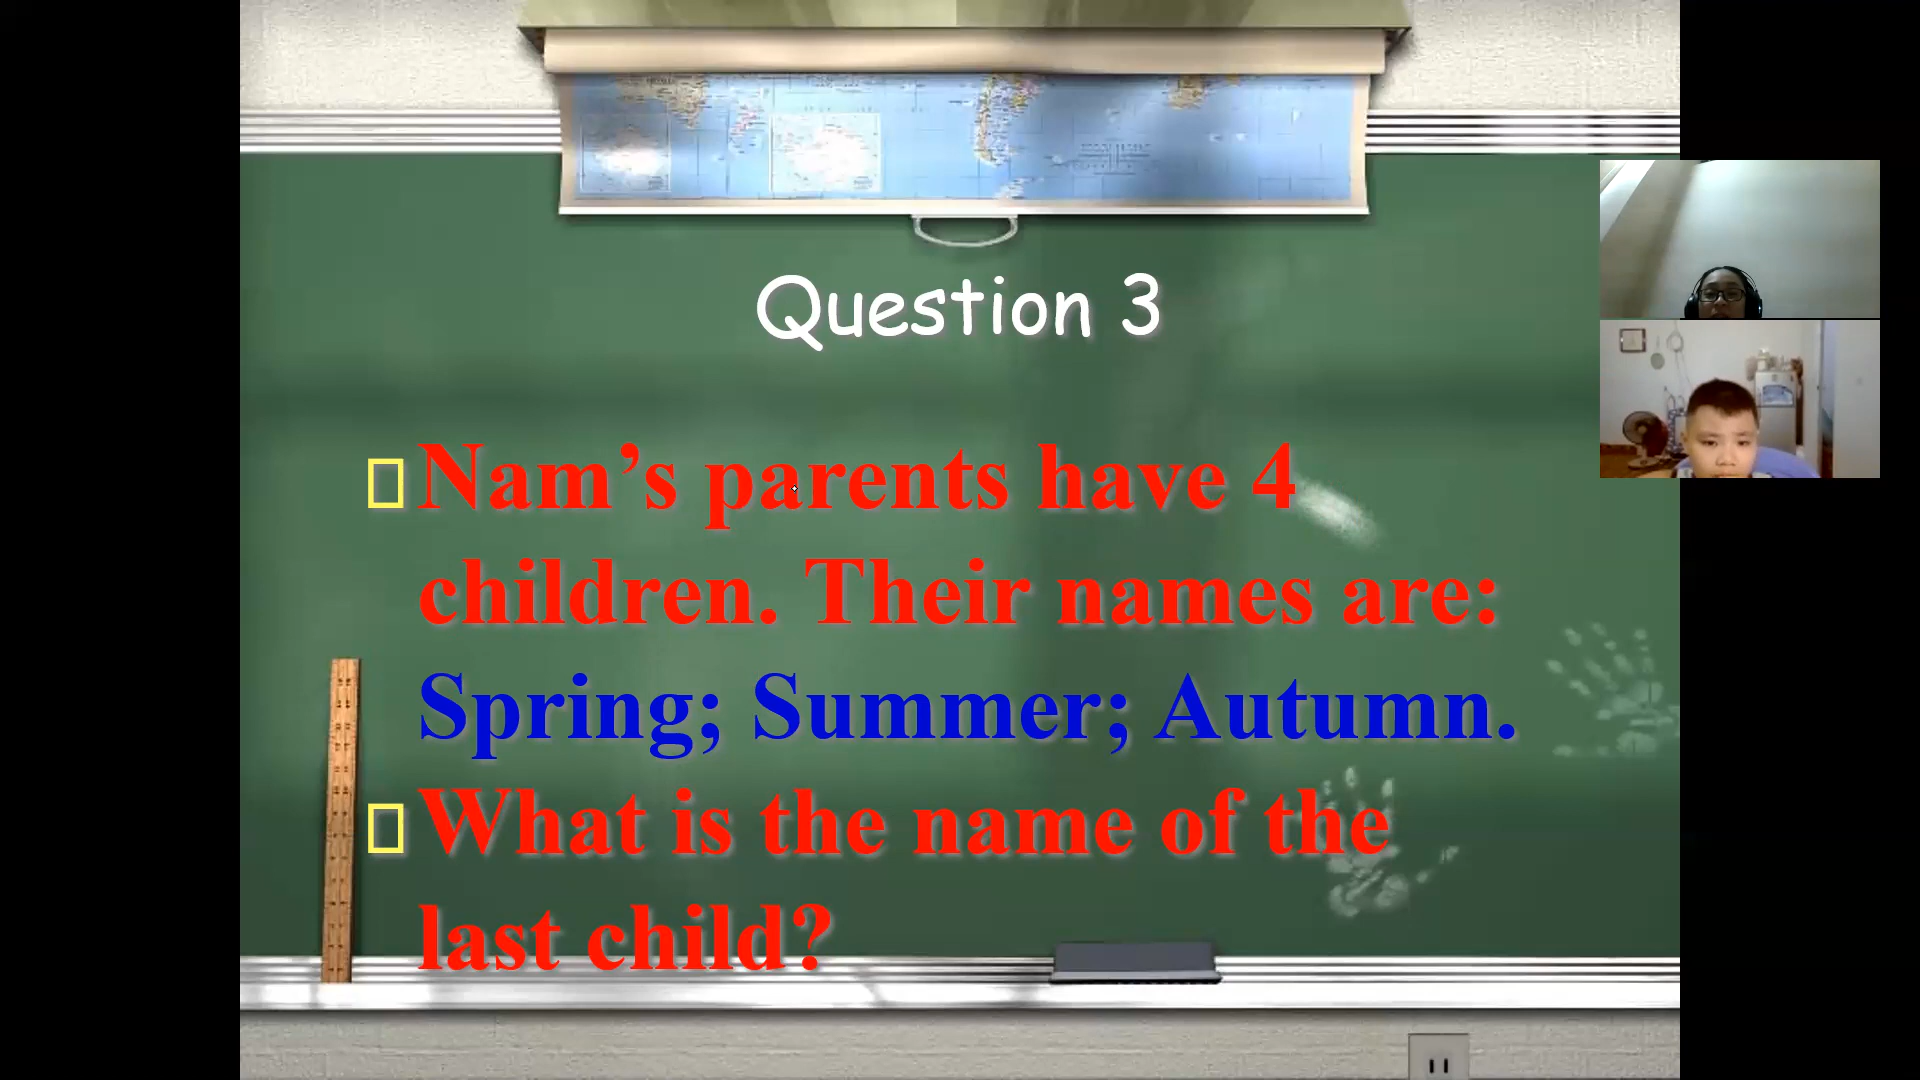 Question 3
Nam’s parents have 4
children. Their names are:
Spring; Summer; Autumn.
What is the name of the
last child?